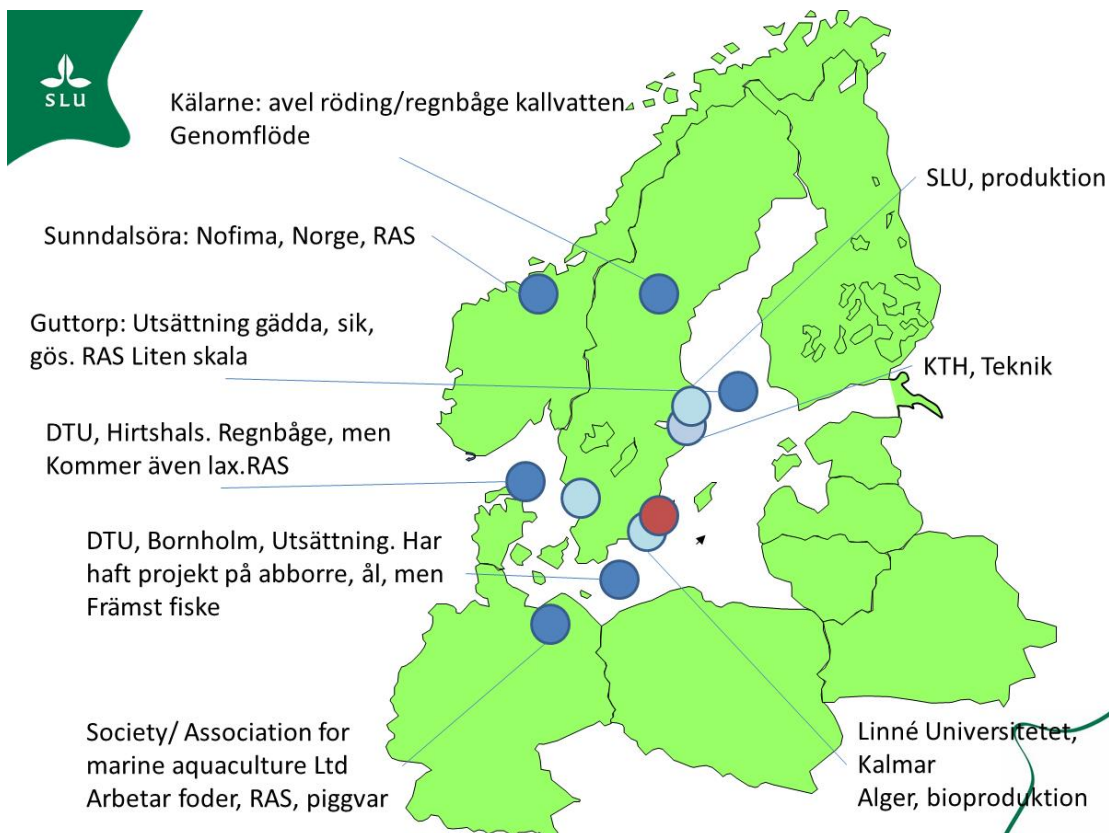 SLU
Kälarne: avel röding/regnbåge kallvatten
Genomflöde
SLU, produktion
Sunndalsöra: Nofima, Norge, RAS
Guttorp: Utsättning gädda, sik,
gös. RAS Liten skala
KTH, Teknik
DTU, Hirtshals. Regnbåge, men
Kommer även lax.RAS
DTU, Bornholm, Utsättning. Har
haft projekt på abborre, ål, men
Främst fiske
Society/ Association for
marine aquaculture Ltd
Arbetar foder, RAS, piggvar
Linné Universitetet,
Kalmar
Alger, bioproduktion